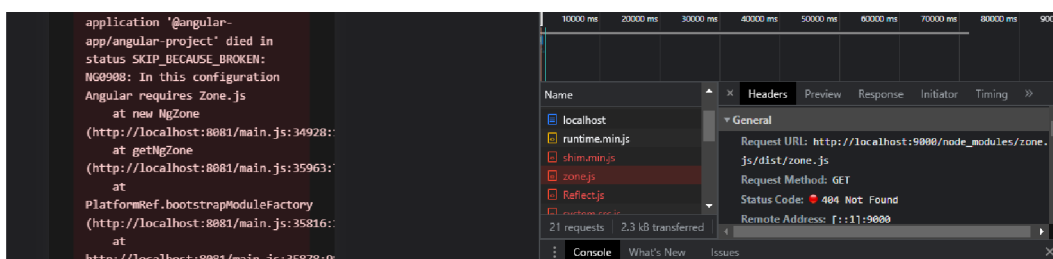 application '@angular-
app/angular-project' died in
status SKIP_BECAUSE_BROKEN:
NG0908: In this configuration
Angular requires Zone.js
at new NgZone
(http://localhost:8081/main.js:34928:
at getNgZone
(http://localhost:8081/main.js:35963:
at
PlatformRef.bootstrapModuleFactory
(http://localhost:8081/main.js:35816:
at
10000 ms 20000 ms 30000 ms 40000 ms 50000 ms 60000 ms 70000 ms 80000 ms 900
Name
localhost
runtime.min.js
shim.min.js
zone.js
Reflect.js
21 requests 2.3 kB transferred
× Headers Preview Response Initiator Timing »
General
Request URL: http://localhost:9000/node_modules/zone.
js/dist/zone.js
Request Method: GET
Status Code: 404 Not Found
Remote Address: [::1]:9000
Console What's New Issues ×